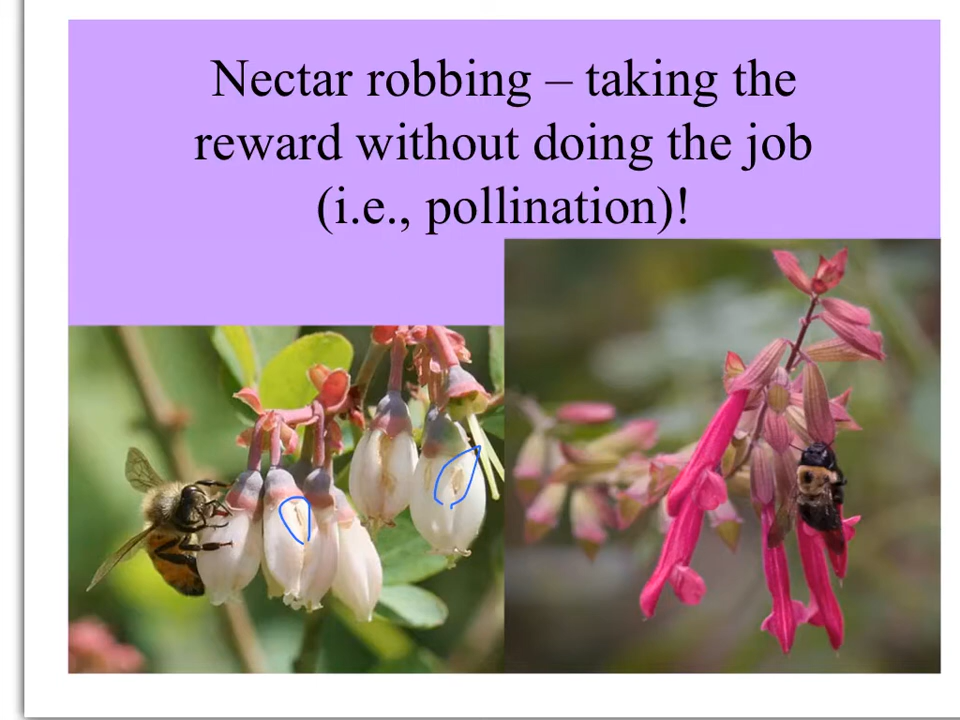 Nectar robbing – taking the
reward without doing the job
(i.e., pollination)!